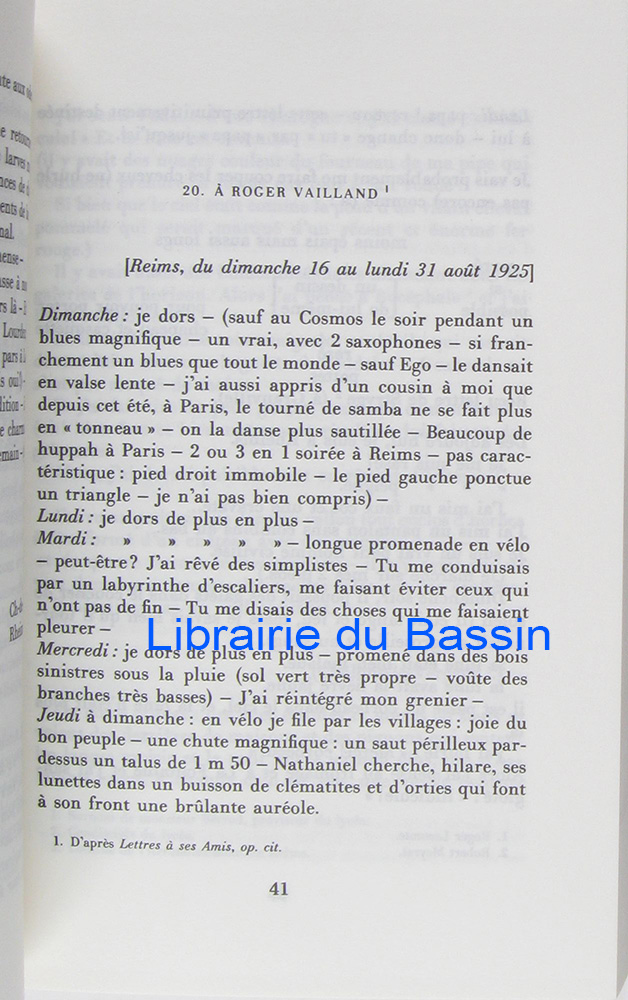 20. À ROGER VAILLAND 1
[Reims, du dimanche 16 au lundi 31 août 1925]
Dimanche : je dors – (sauf au Cosmos le soir pendant un
blues magnifique – un vrai, avec 2 saxophones – si fran-
chement un blues que tout le monde – sauf Ego – le dansait
en valse lente – j'ai aussi appris d'un cousin à moi que
depuis cet été, à Paris, le tourné de samba ne se fait plus
en « tonneau » – on la danse plus sautillée – Beaucoup de
huppah à Paris – 2 ou 3 en 1 soirée à Reims – pas carac-
téristique : pied droit immobile – le pied gauche ponctue
un triangle – je n'ai pas bien compris) –
Lundi : je dors de plus en plus –
Mardi : » » » » » – longue promenade en vélo
– peut-être? J'ai rêvé des simplistes – Tu me conduisais
par un labyrinthe d'escaliers, me faisant éviter ceux qui
n'ont pas de fin – Tu me disais des choses qui me faisaient
pleurer –
Librairie du Bassin
Mercredi : je dors de plus en plus – promené dans des bois
sinistres sous la pluie (sol vert très propre – voûte des
branches très basses) – J'ai réintégré mon grenier –
Jeudi à dimanche : en vélo je file par les villages : joie du
bon peuple – une chute magnifique : un saut périlleux par-
dessus un talus de 1 m 50 – Nathaniel cherche, hilare, ses
lunettes dans un buisson de clématites et d'orties qui font
à son front une brûlante auréole.
1. D'après Lettres à ses Amis, op. cit.
41